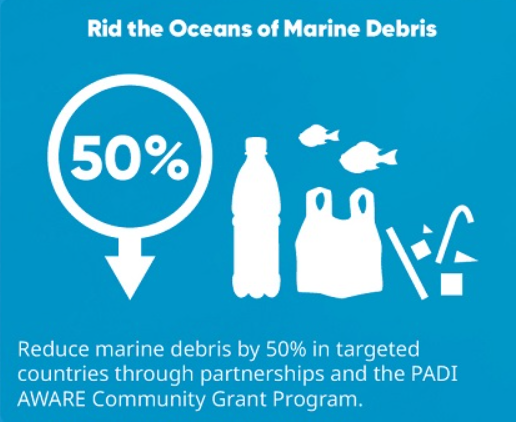 Rid the Oceans of Marine Debris
50%
Reduce marine debris by 50% in targeted
countries through partnerships and the PADI
AWARE Community Grant Program.